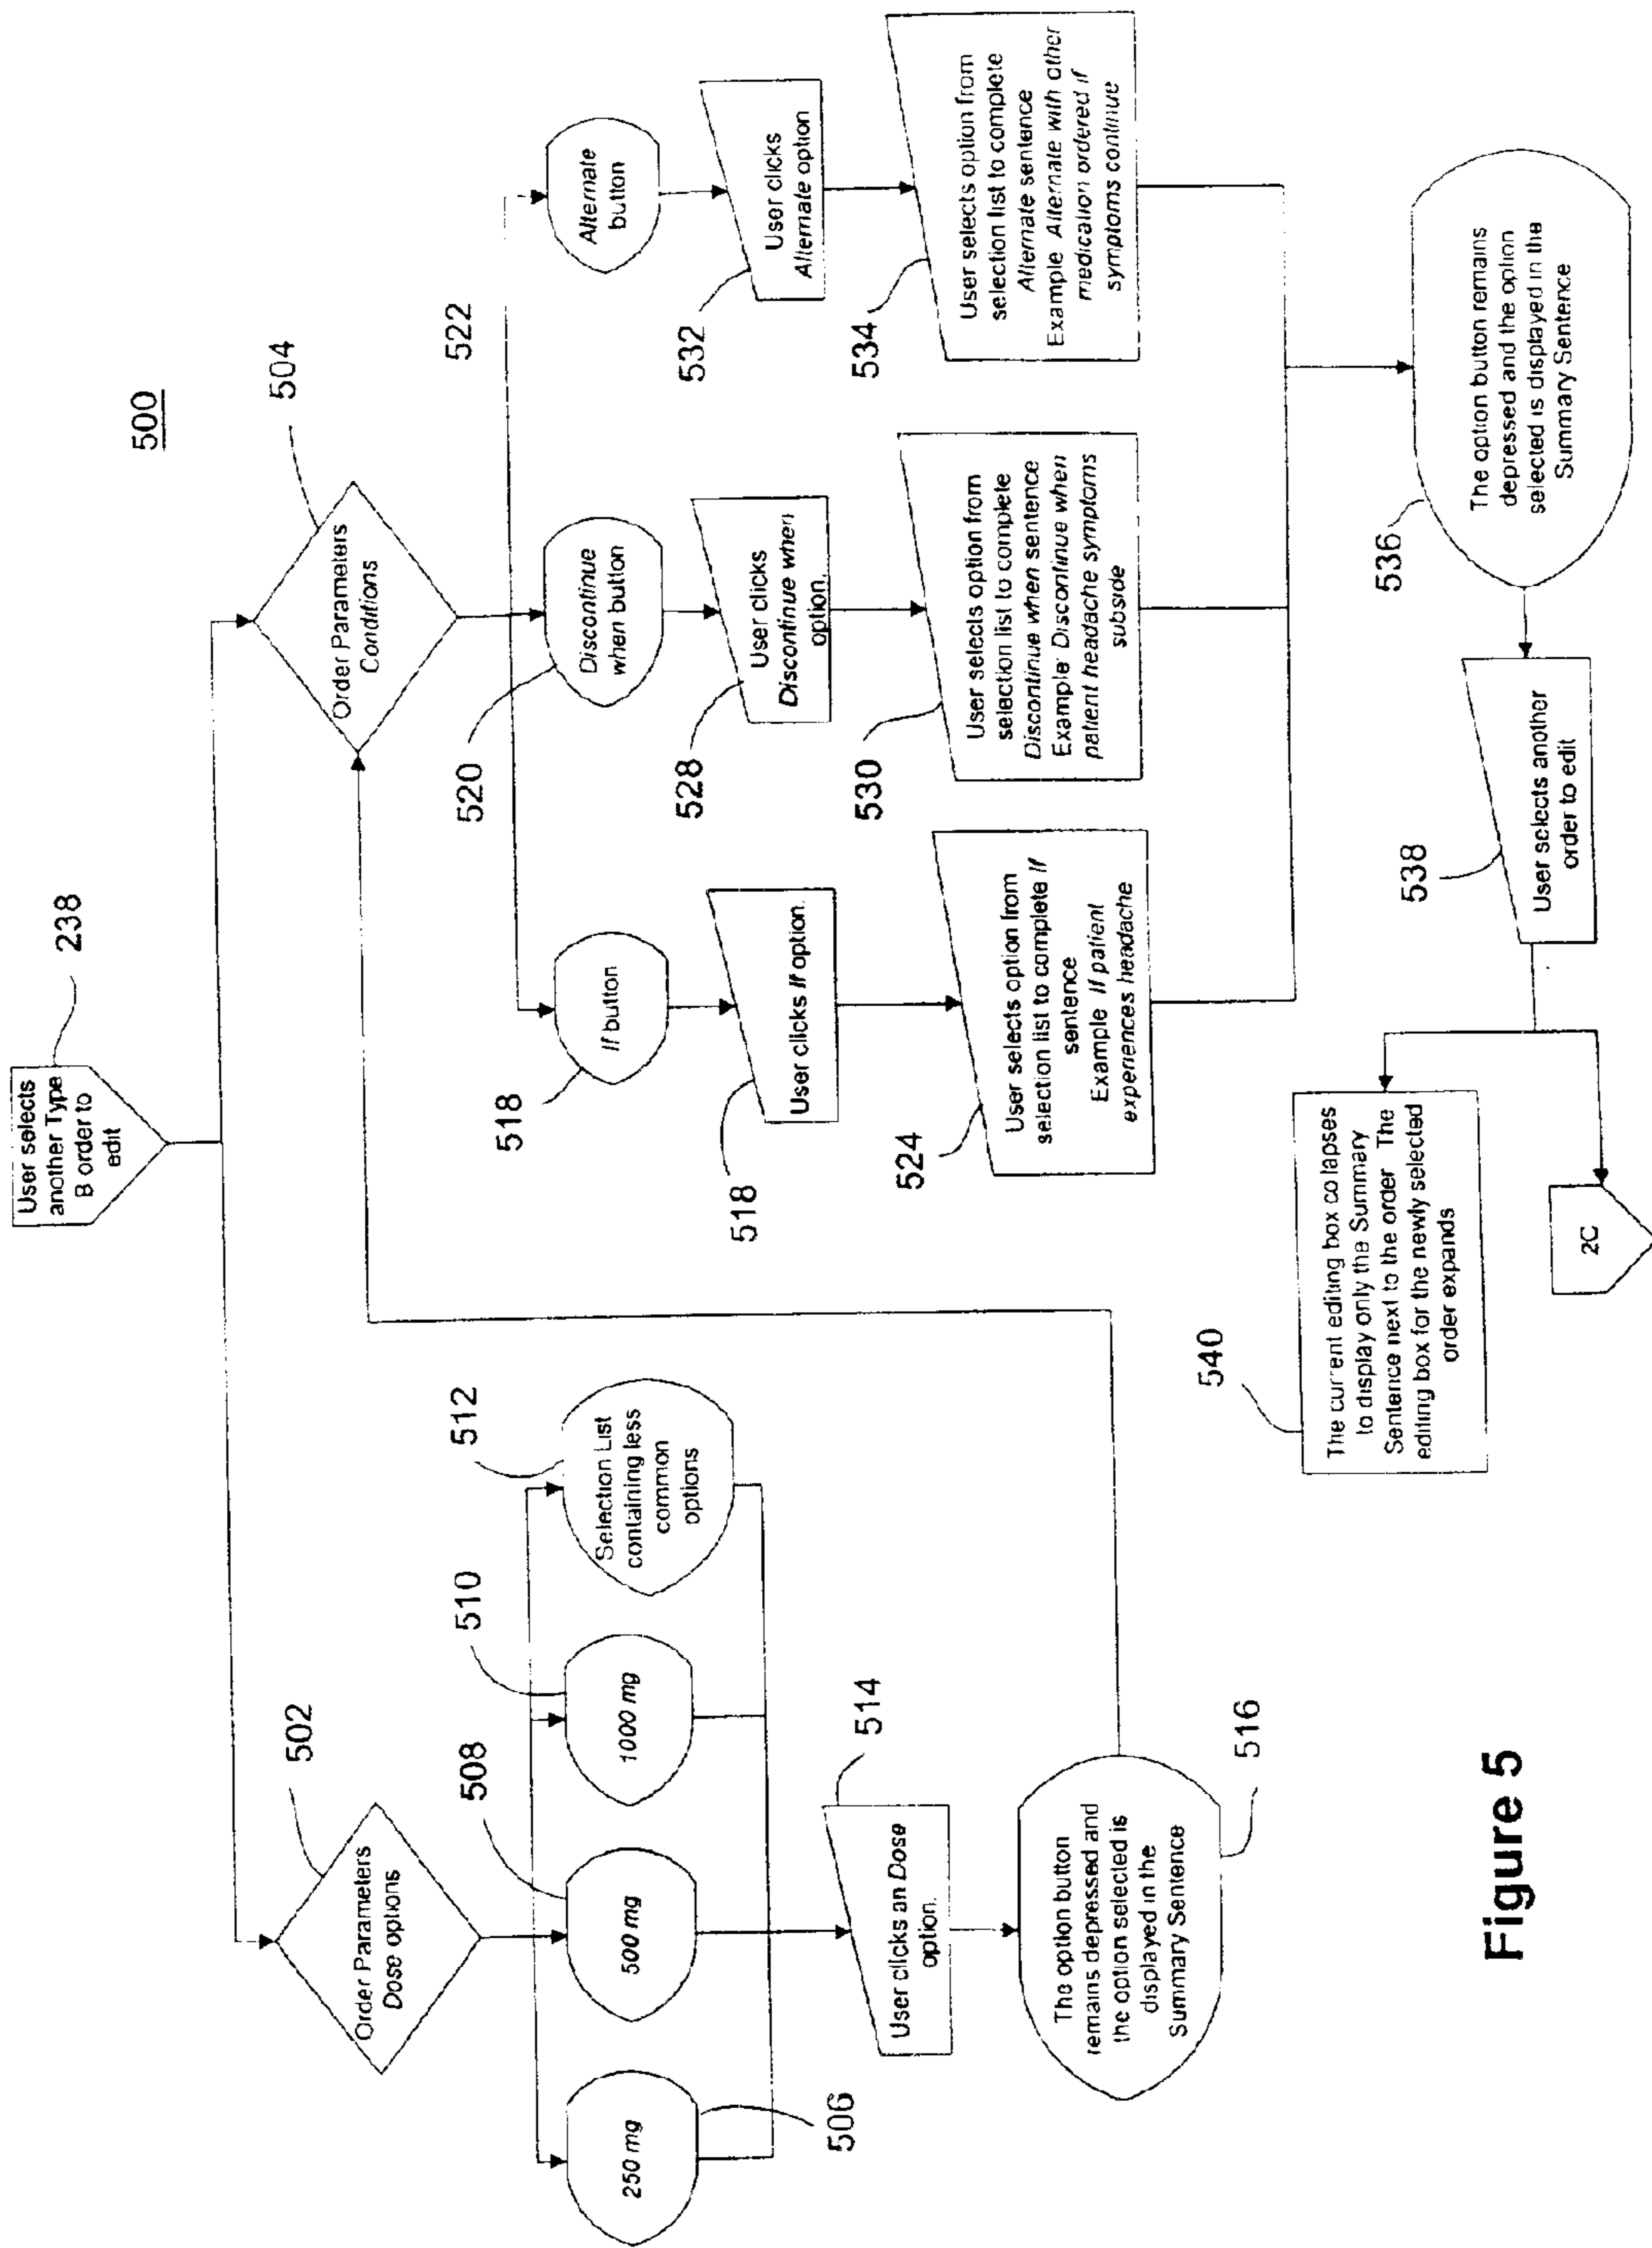 500
User selects
another Type
B order to
edit
238
Order Parameters
Dose options
502
Order Parameters
Conditions
504
250 mg
506
500 mg
508
1000 mg
510
Selection List
containing less
common
options
512
User clicks an Dose
option.
514
The option button
remains depressed and
the option selected is
displayed in the
Summary Sentence
516
If button
518
Discontinue
when button
520
Alternate
button
522
User clicks If option.
518
User clicks
Discontinue when
option.
528
User clicks
Alternate option
532
User selects option from
selection list to complete If
sentence
Example If patient
experiences headache
524
User selects option from
selection list to complete
Discontinue when sentence
Example: Discontinue when
patient headache symptoms
subside
530
User selects option from
selection list to complete
Alternate sentence
Example Alternate with other
medication ordered if
symptoms continue
534
The option button remains
depressed and the option
selected is displayed in the
Summary Sentence
536
User selects another
order to edit
538
The current editing box collapses
to display only the Summary
Sentence next to the order The
editing box for the newly selected
order expands
540
2C
Figure 5